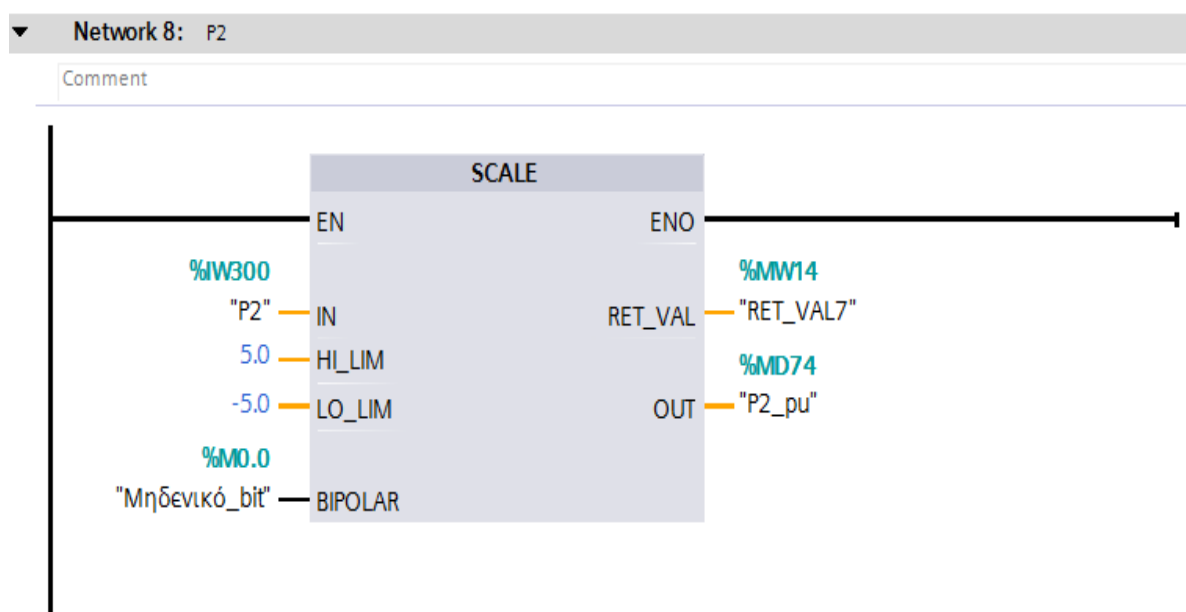 Network 8: P2
Comment
SCALE
EN ENO
%IW300 %MW14
"P2" IN RET_VAL "RET_VAL7"
5.0 HI_LIM %MD74
-5.0 LO_LIM OUT "P2_pu"
%M0.0
"Μηδενικό_bit" BIPOLAR